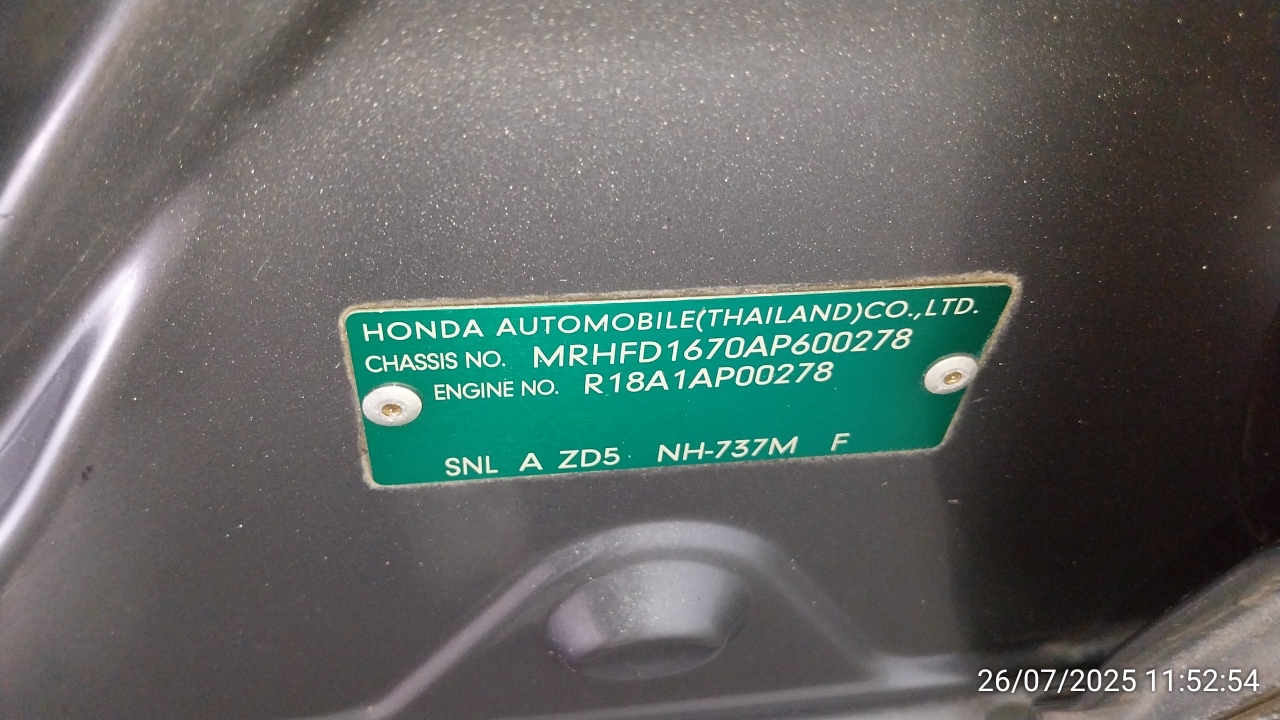 HONDA AUTOMOBILE(THAILAND)CO.,LTD.
CHASSIS NO. MRHFD1670AP600278
ENGINE NO. R18A1AP00278
SNL A ZD5 NH-737M F
26/07/2025 11:52:54